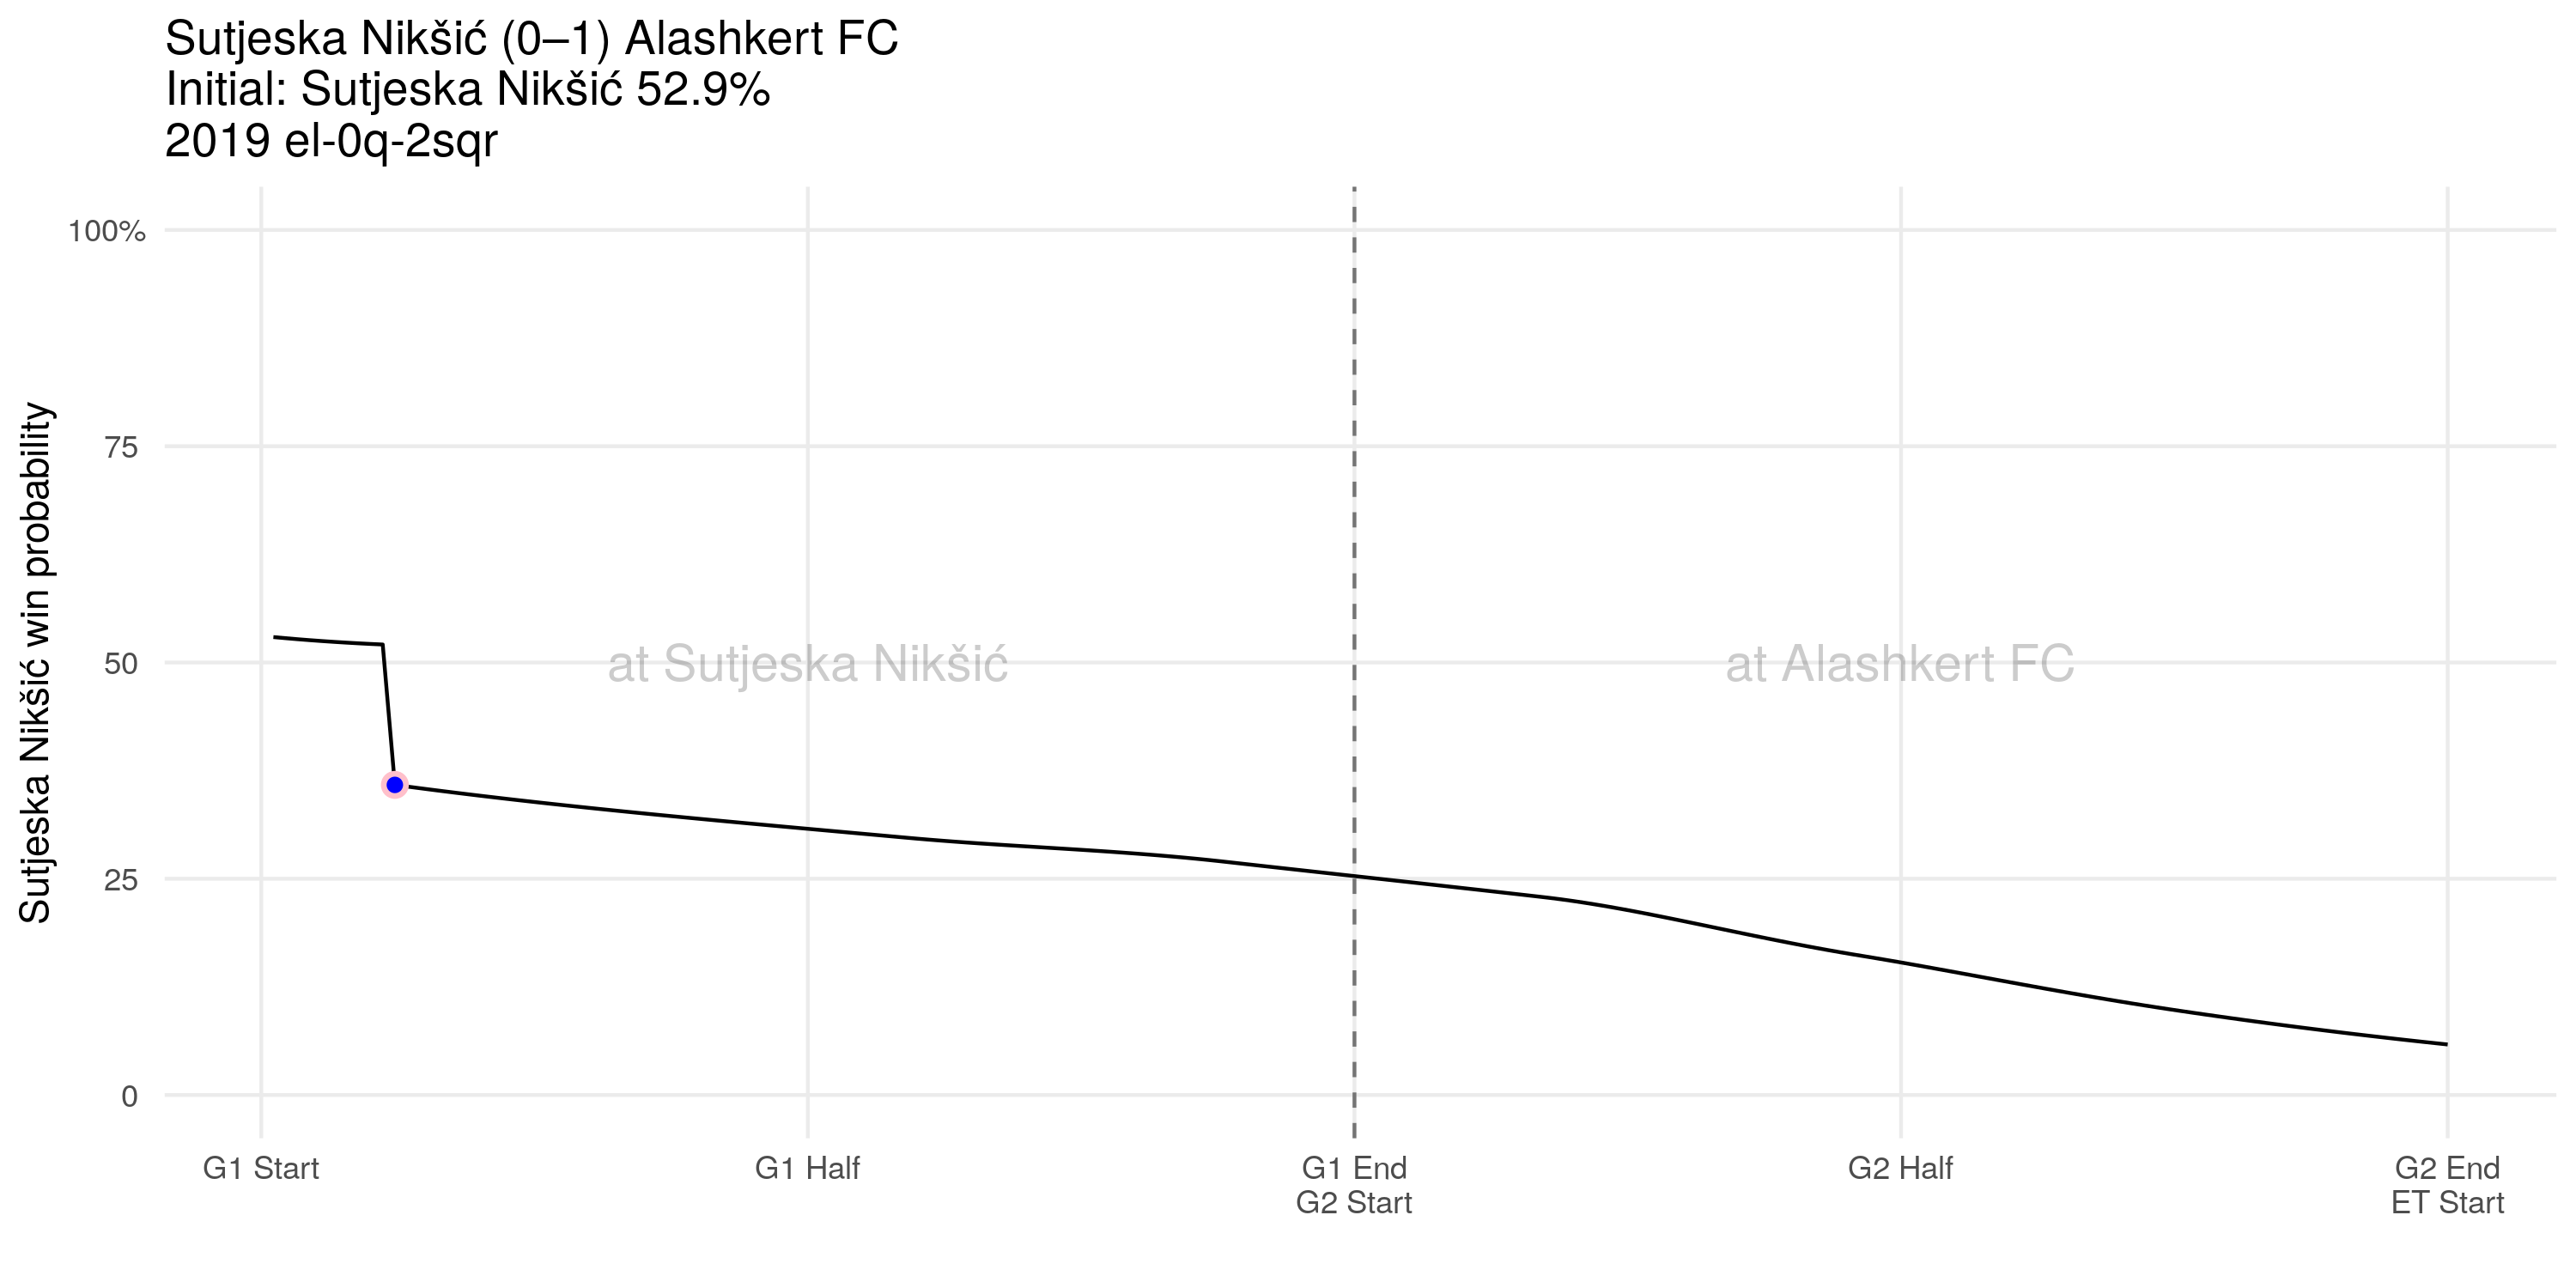 Sutjeska Nikšić (0–1) Alashkert FC
Initial: Sutjeska Nikšić 52.9%
2019 el-0q-2sqr
Sutjeska Nikšić win probability
100%
75
50
25
0
at Sutjeska Nikšić
at Alashkert FC
G1 Start
G1 Half
G1 End
G2 Start
G2 Half
G2 End
ET Start